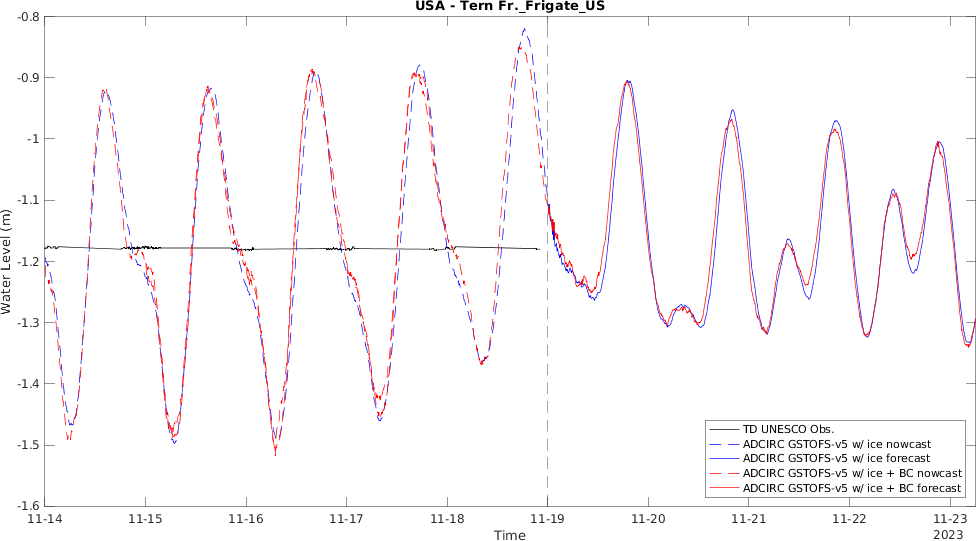 USA - Tern Fr._Frigate_US
-0.8
-0.9
-1
-1.1
-1.2
-1.3
-1.4
-1.5
-1.6
Water Level (m)
TD UNESCO Obs.
ADCIRC GSTOFS-v5 w/ ice nowcast
ADCIRC GSTOFS-v5 w/ ice forecast
ADCIRC GSTOFS-v5 w/ ice + BC nowcast
ADCIRC GSTOFS-v5 w/ ice + BC forecast
11-14 11-15 11-16 11-17 11-18 11-19 11-20 11-21 11-22 11-23
Time
2023